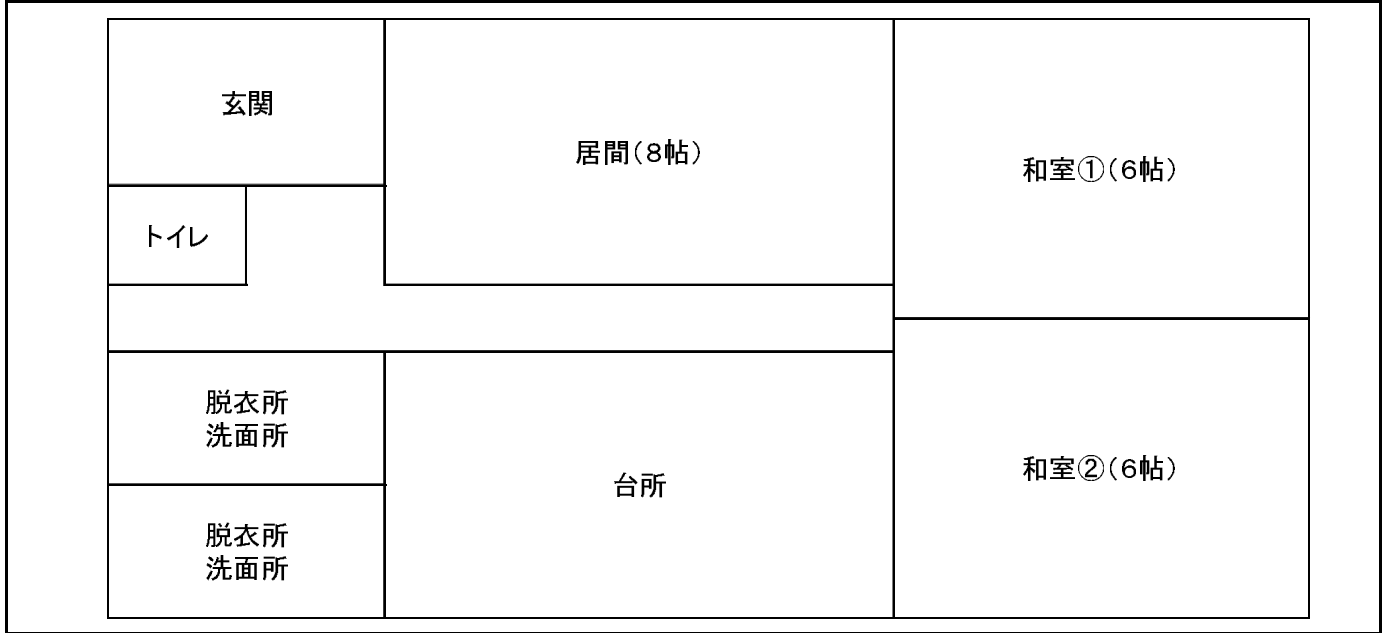 玄関
居間(8帖)
和室①(6帖)
トイレ
脱衣所
洗面所
台所
和室②(6帖)
脱衣所
洗面所